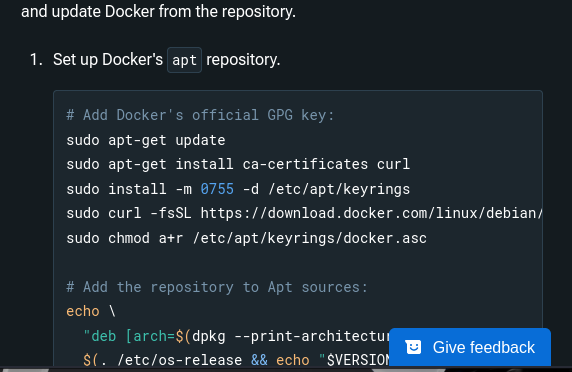 and update Docker from the repository.
1. Set up Docker's apt repository.
# Add Docker's official GPG key:
sudo apt-get update
sudo apt-get install ca-certificates curl
sudo install -m 0755 -d /etc/apt/keyrings
sudo curl -fsSL https://download.docker.com/linux/debian/
sudo chmod a+r /etc/apt/keyrings/docker.asc
# Add the repository to Apt sources:
echo \
"deb [arch=$(dpkg --print-architectur
$(. /etc/os-release && echo "$VERSION
Give feedback